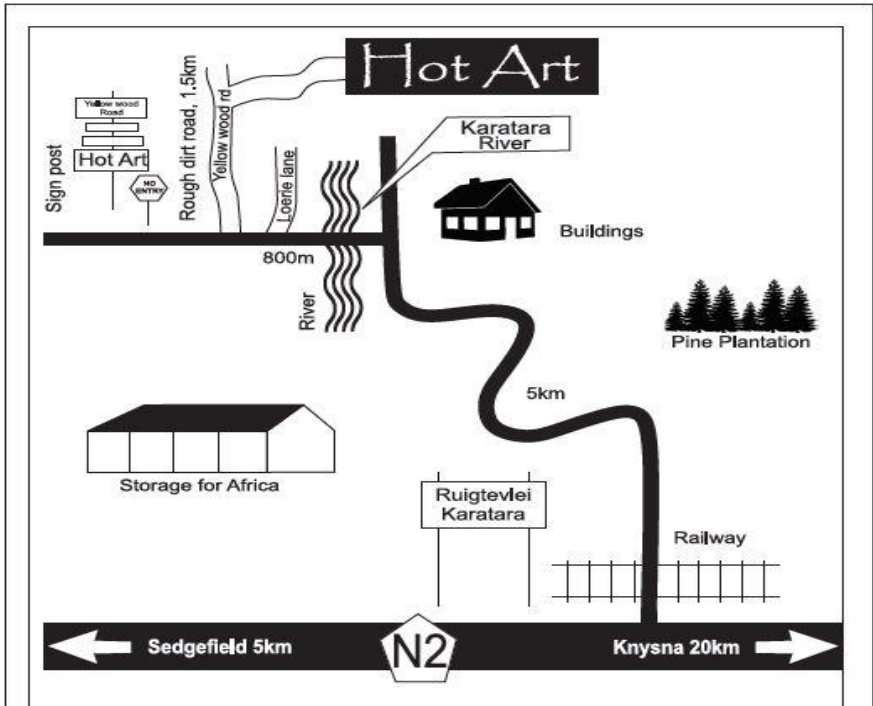 Hot Art
Yellow wood
Road
Hot Art
NO
ENTRY
Sign post
Rough dirt road, 1.5km
Yellow wood rd
Loerie lane
Karatara
River
Buildings
800m
River
Pine Plantation
5km
Storage for Africa
Ruigtevlei
Karatara
Railway
Sedgefield 5km
N2
Knysna 20km